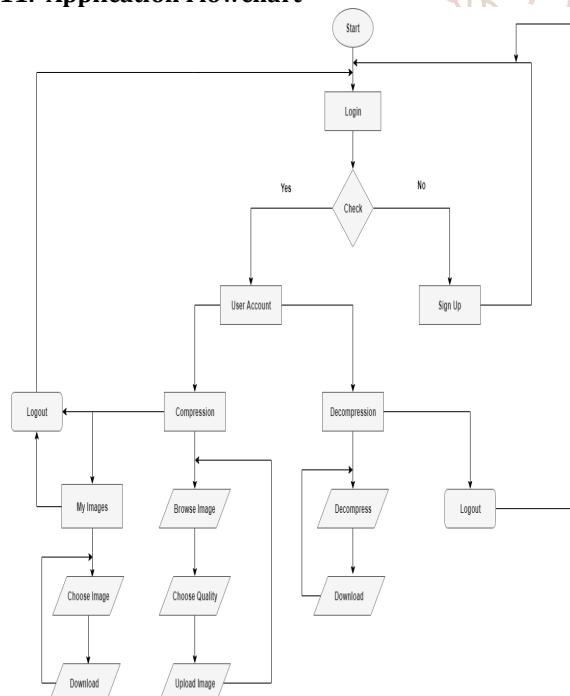 11. Application Flowchart
Start
Login
Yes
No
Check
User Account
Sign Up
Logout
Compression
Decompression
My Images
Browse Image
Decompress
Logout
Choose Image
Choose Quality
Download
Download
Upload Image